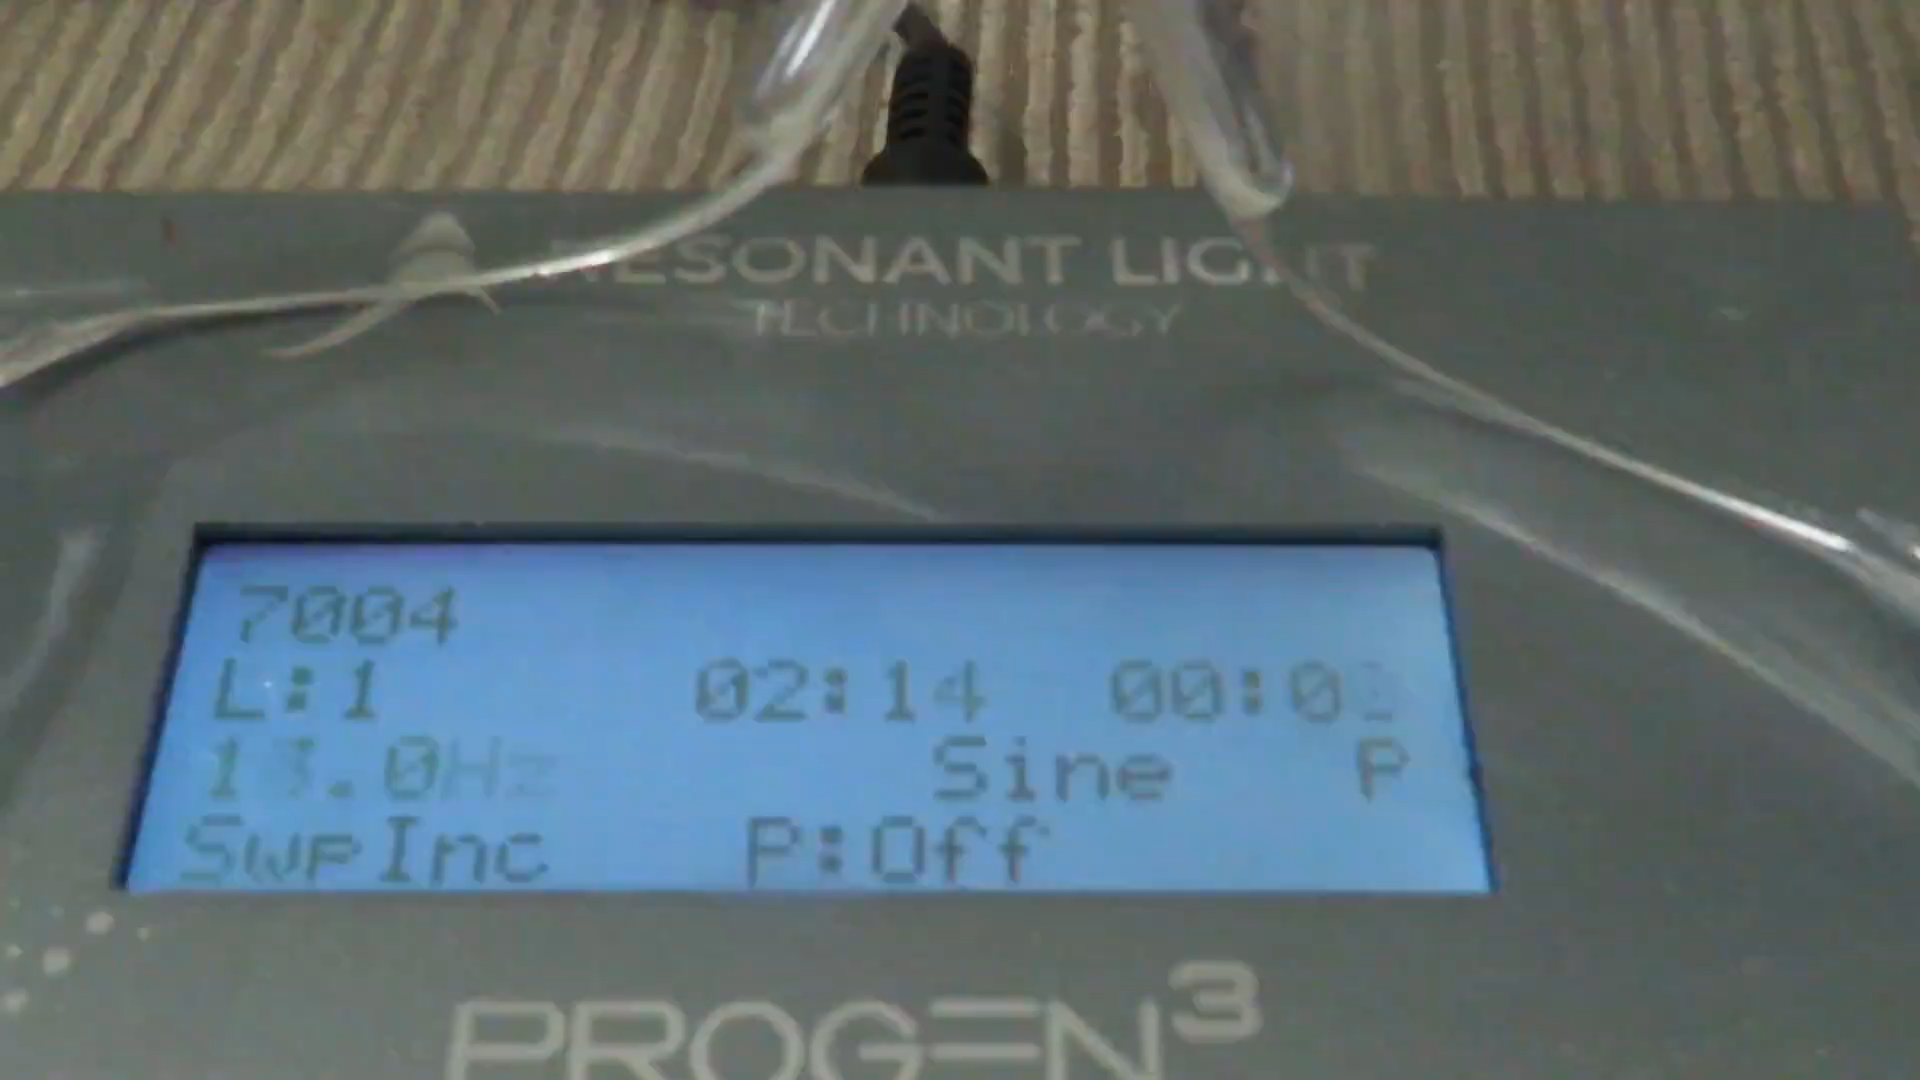 RESONANT LIGHT
TECHNOLOGY
7004
L:1 02:14
Sine P
SwpInc P:Off
PROGEN3